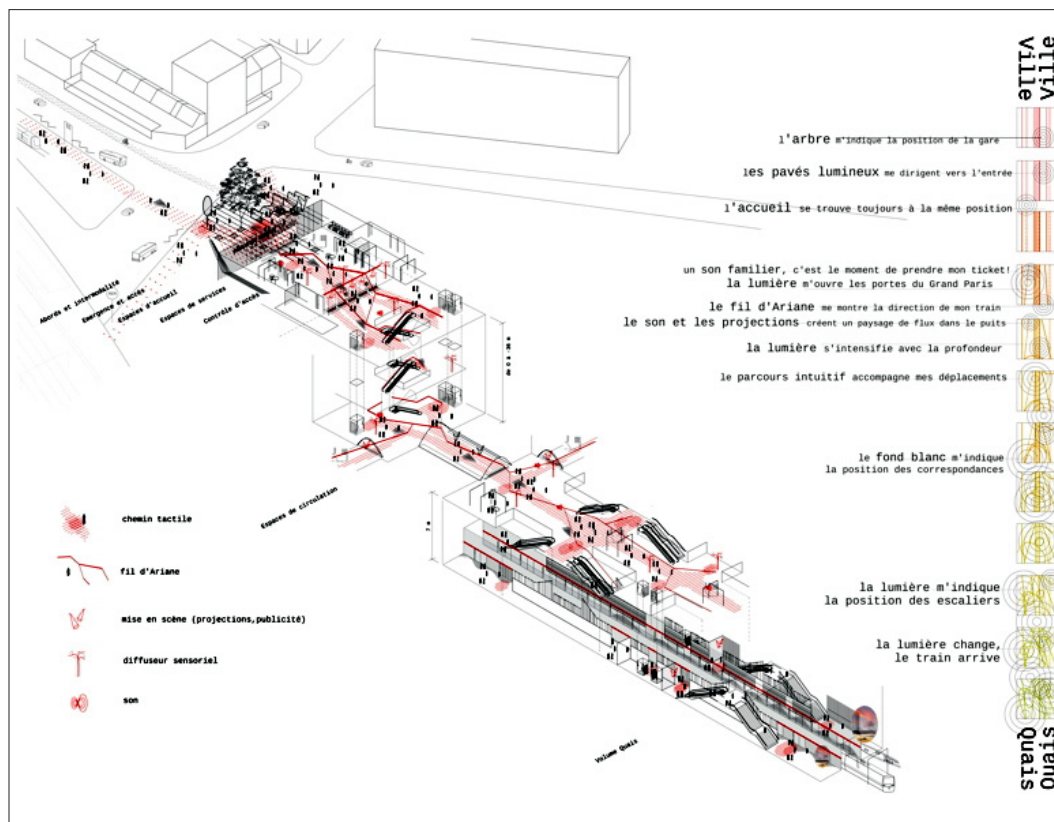 Ville
Ville
l'arbre m'indique la position de la gare
les pavés lumineux me dirigent vers l'entrée
l'accueil se trouve toujours à la même position
un son familier, c'est le moment de prendre mon ticket!
la lumière m'ouvre les portes du Grand Paris
le fil d'Ariane me montre la direction de mon train
le son et les projections créent un paysage de flux dans le puits
la lumière s'intensifie avec la profondeur
le parcours intuitif accompagne mes déplacements
le fond blanc m'indique
la position des correspondances
la lumière m'indique
la position des escaliers
la lumière change,
le train arrive
Quais
Quais
Abords et intermodalité
Emergence et accès
Espaces d'accueil
Espaces de services
Contrôle d'accès
Espaces de circulation
Volume Quais
7 m
chemin tactile
fil d'Ariane
mise en scène (projections,publicité)
diffuseur sensoriel
son